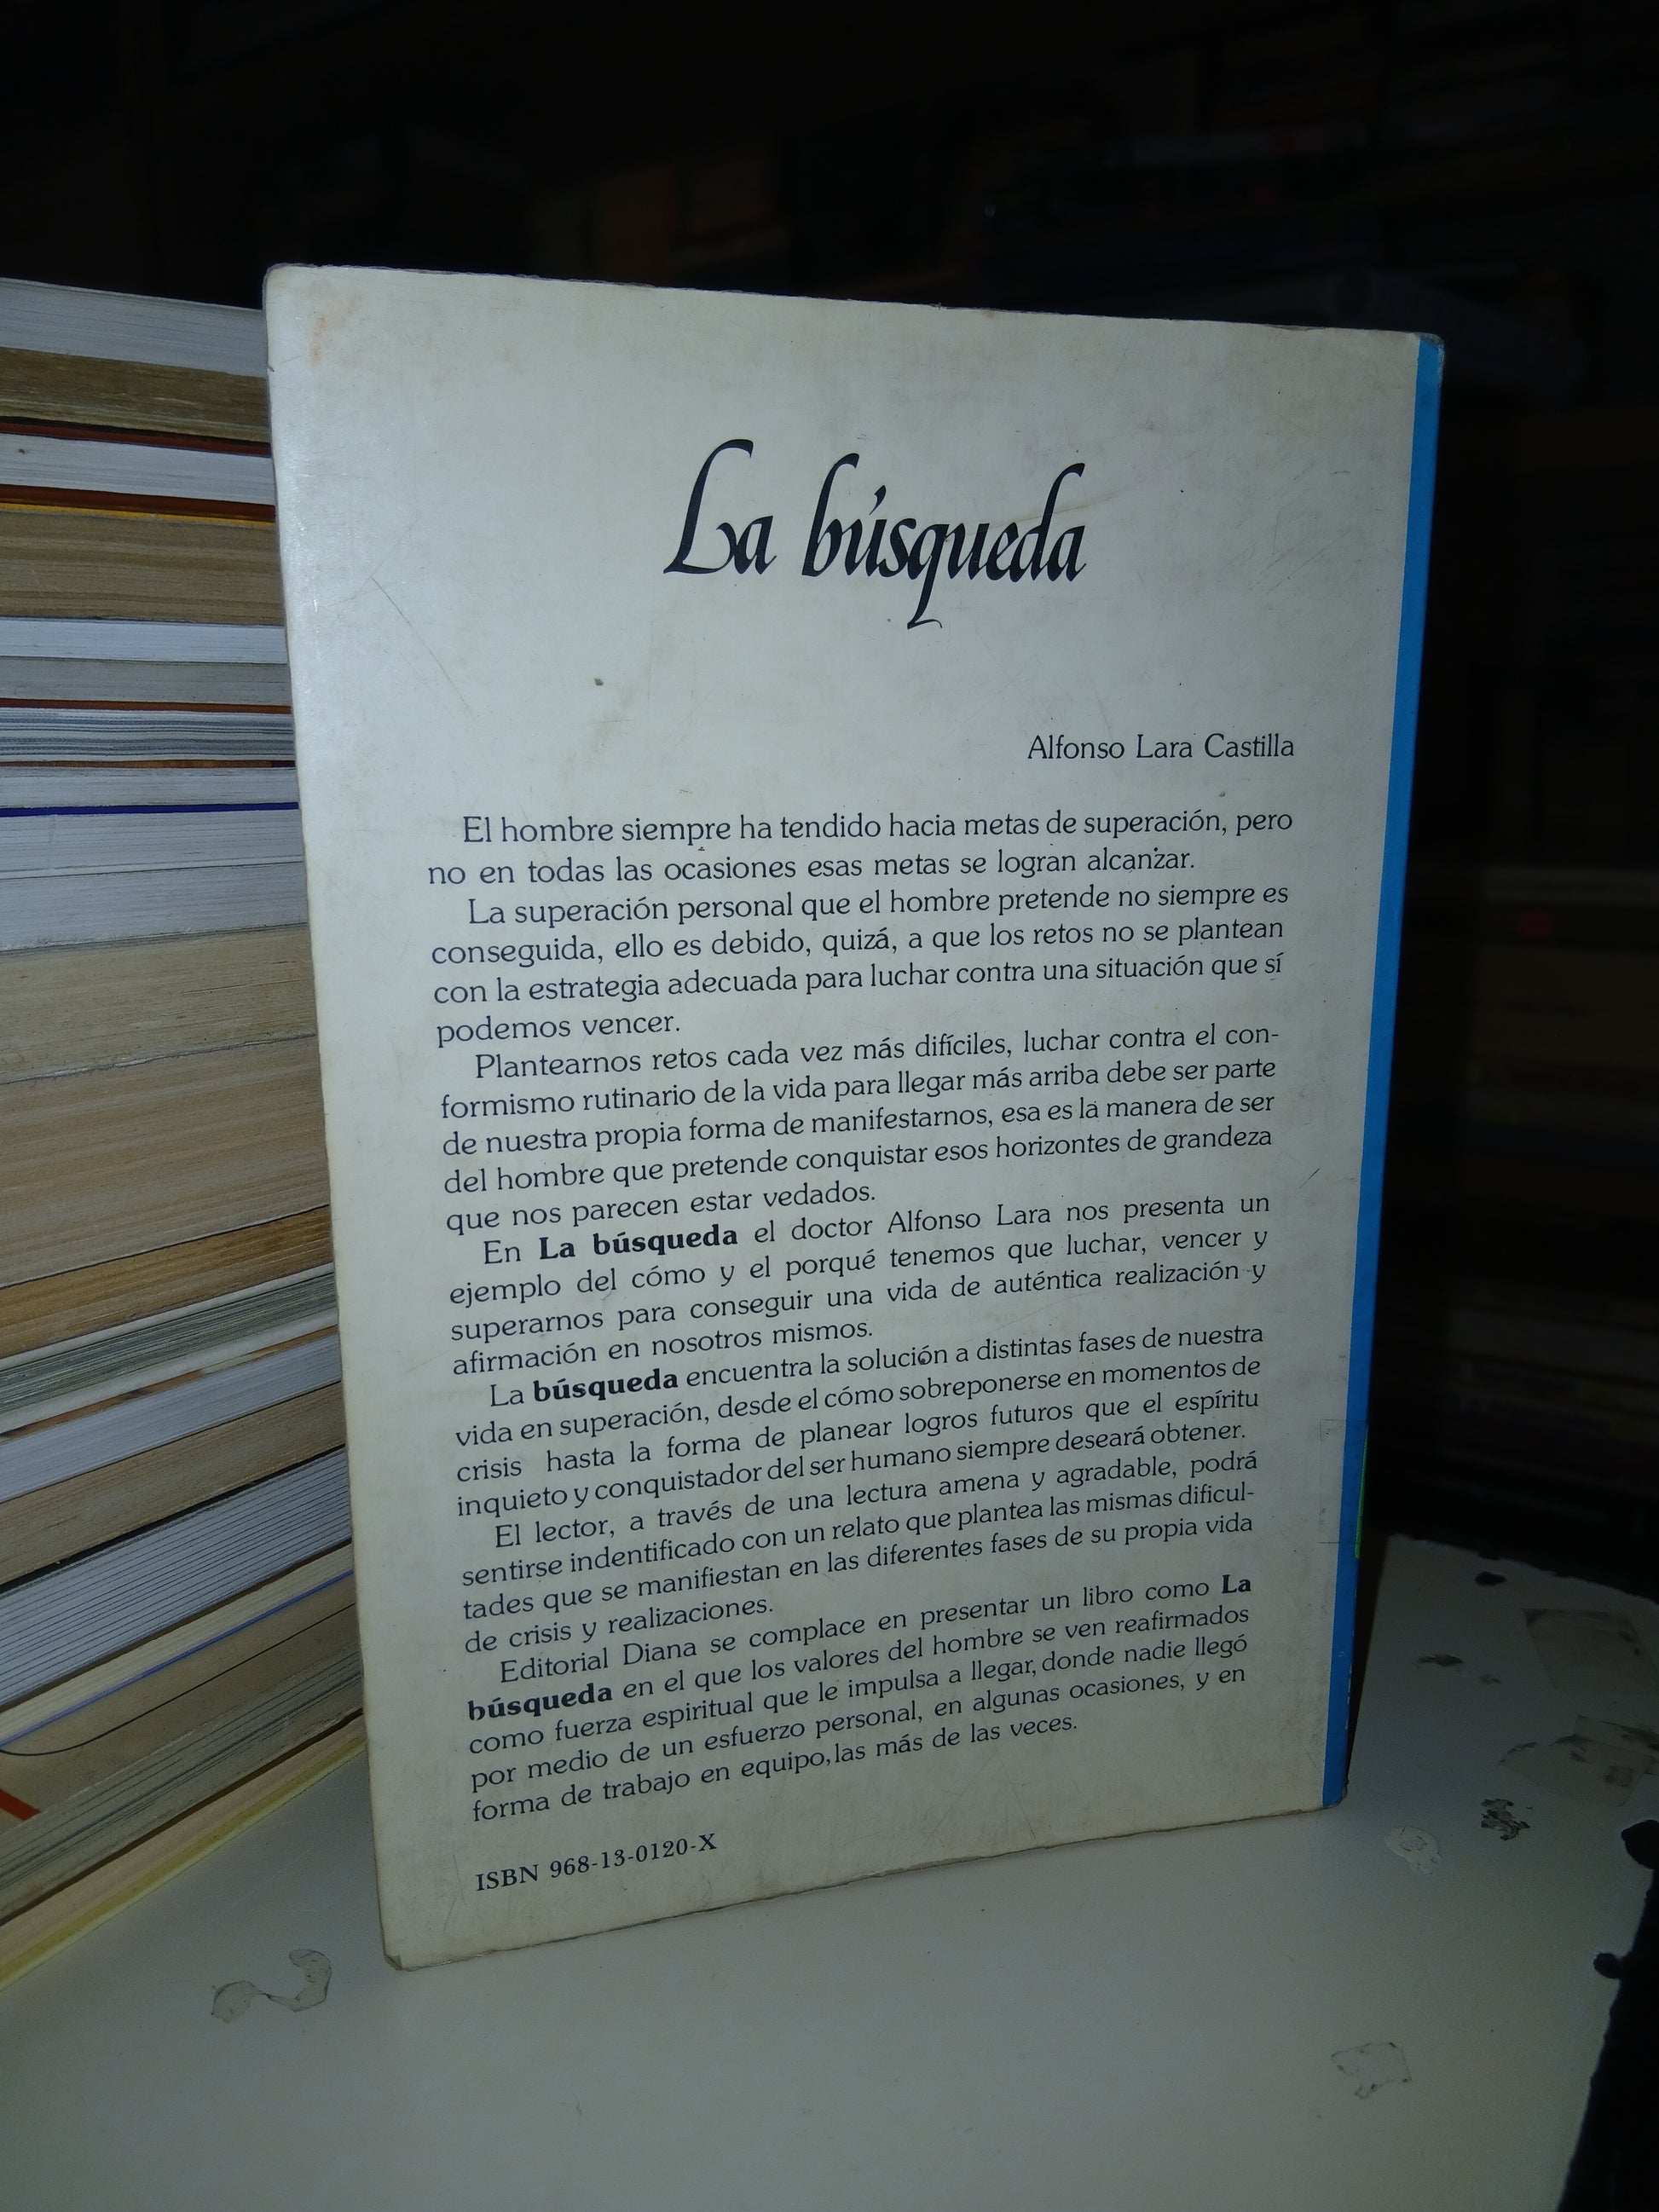 La búsqueda
Alfonso Lara Castilla
El hombre siempre ha tendido hacia metas de superación, pero
no en todas las ocasiones esas metas se logran alcanzar.
La superación personal que el hombre pretende no siempre es
conseguida, ello es debido, quizá, a que los retos no se plantean
con la estrategia adecuada para luchar contra una situación que sí
podemos vencer.
Plantearnos retos cada vez más difíciles, luchar contra el con-
formismo rutinario de la vida para llegar más arriba debe ser parte
de nuestra propia forma de manifestarnos, esa es la manera de ser
del hombre que pretende conquistar esos horizontes de grandeza
que nos parecen estar vedados.
En La búsqueda el doctor Alfonso Lara nos presenta un
ejemplo del cómo y el porqué tenemos que luchar, vencer y
superarnos para conseguir una vida de auténtica realización y
afirmación en nosotros mismos.
La búsqueda encuentra la solución a distintas fases de nuestra
vida en superación, desde el cómo sobreponerse en momentos de
crisis hasta la forma de planear logros futuros que el espíritu
inquieto y conquistador del ser humano siempre deseará obtener.
El lector, a través de una lectura amena y agradable, podrá
sentirse indentificado con un relato que plantea las mismas dificul-
tades que se manifiestan en las diferentes fases de su propia vida
de crisis y realizaciones.
Editorial Diana se complace en presentar un libro como La
búsqueda en el que los valores del hombre se ven reafirmados
como fuerza espiritual que le impulsa a llegar, donde nadie llegó
por medio de un esfuerzo personal, en algunas ocasiones, y en
forma de trabajo en equipo, las más de las veces.
ISBN 968-13-0120-X